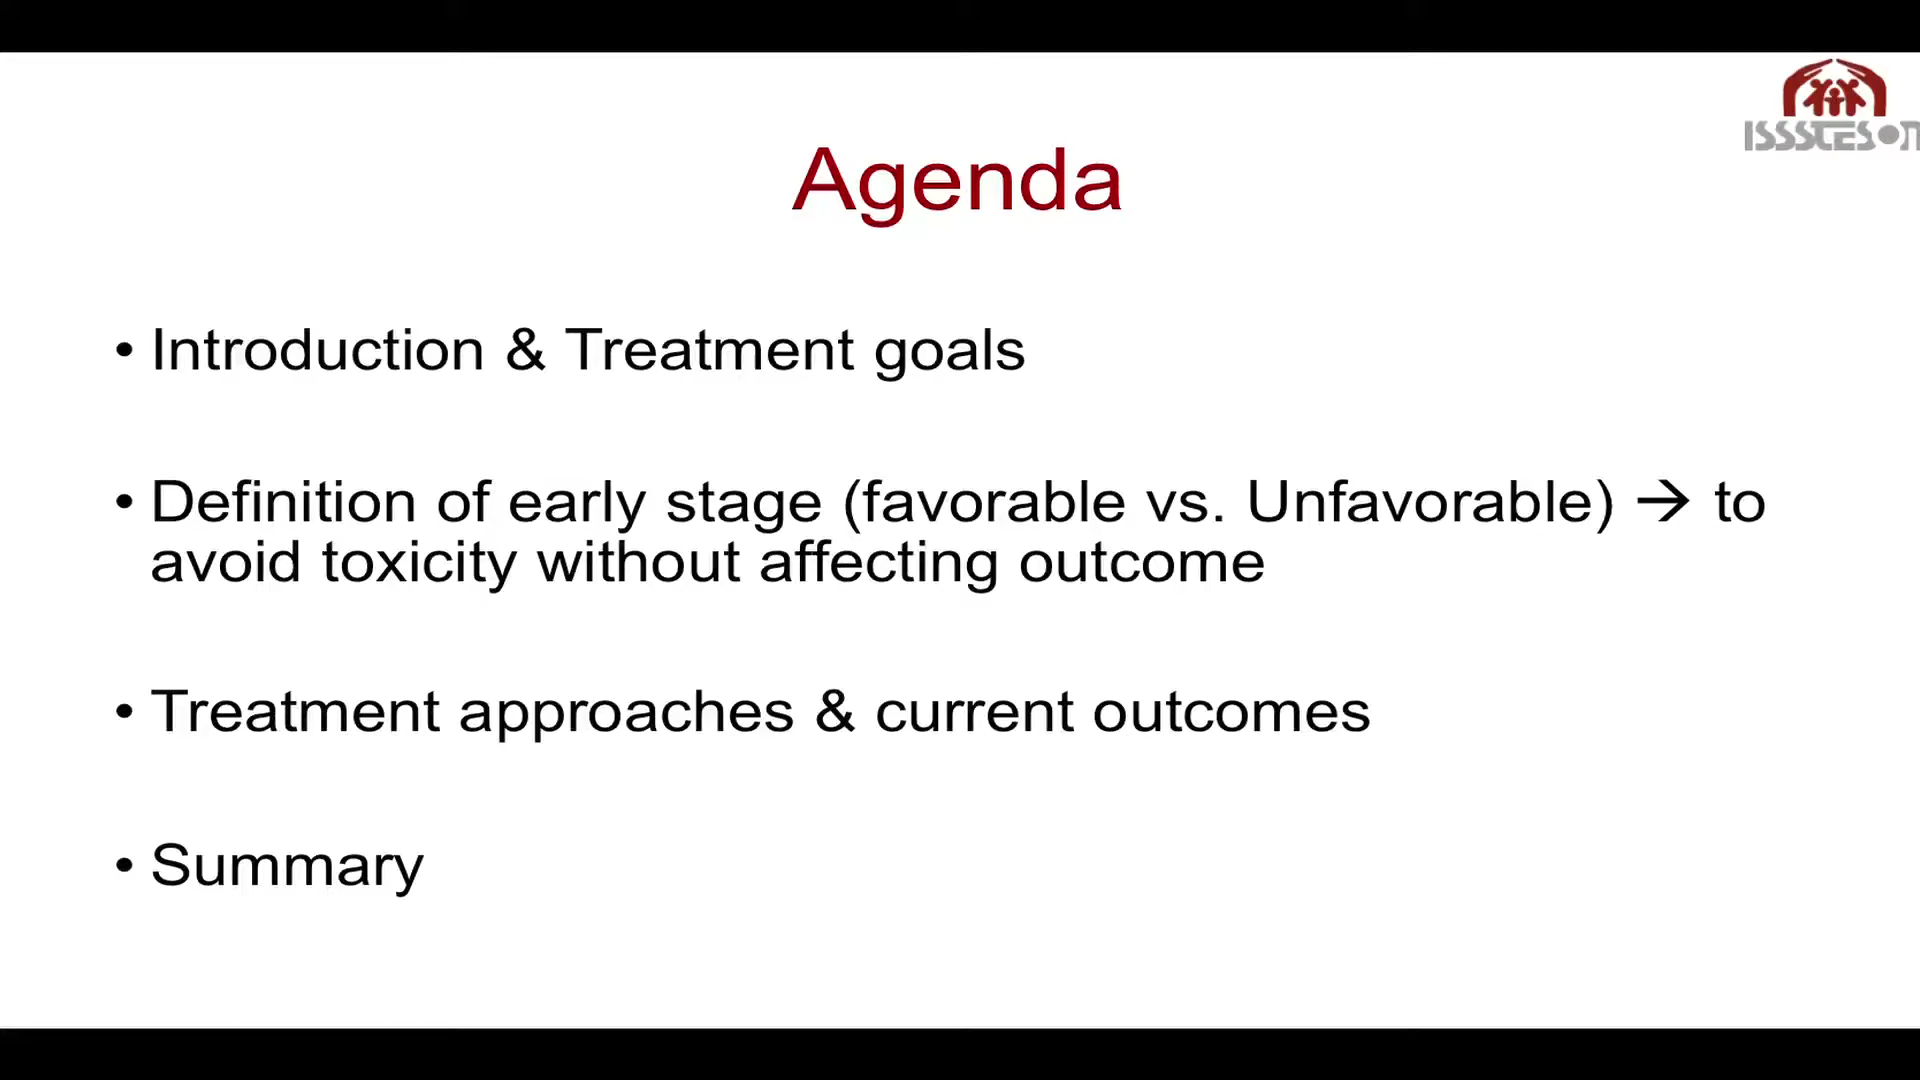 ISSSTESON
Agenda
• Introduction & Treatment goals
• Definition of early stage (favorable vs. Unfavorable) → to
avoid toxicity without affecting outcome
• Treatment approaches & current outcomes
• Summary